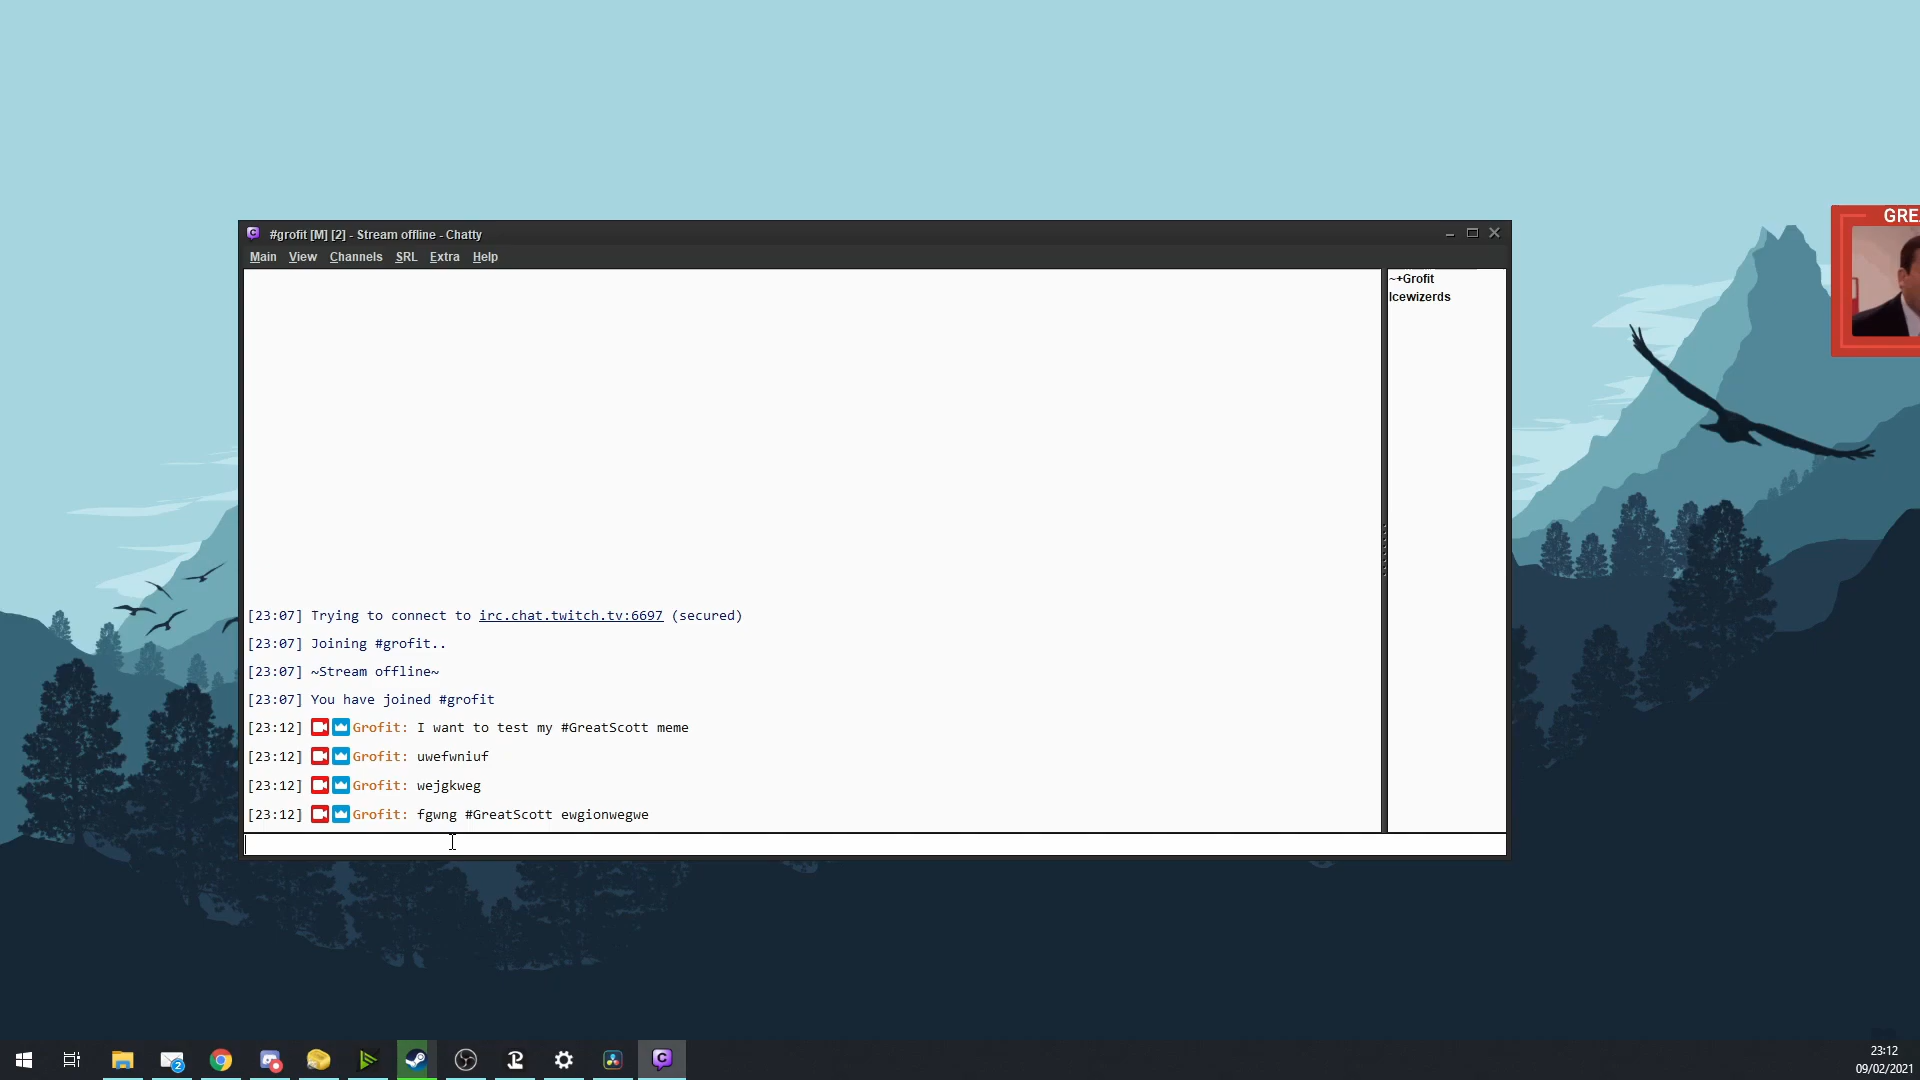 #grofit [M] [2] - Stream offline - Chatty
Main View Channels SRL Extra Help
~+Grofit
Icewizerds
GREA
[23:07] Trying to connect to irc.chat.twitch.tv:6697 (secured)
[23:07] Joining #grofit..
[23:07] ~Stream offline~
[23:07] You have joined #grofit
[23:12] Grofit: I want to test my #GreatScott meme
[23:12] Grofit: uwefwniuf
[23:12] Grofit: wejgkweg
[23:12] Grofit: fgwng #GreatScott ewgionwegwe
2
23:12
09/02/2021